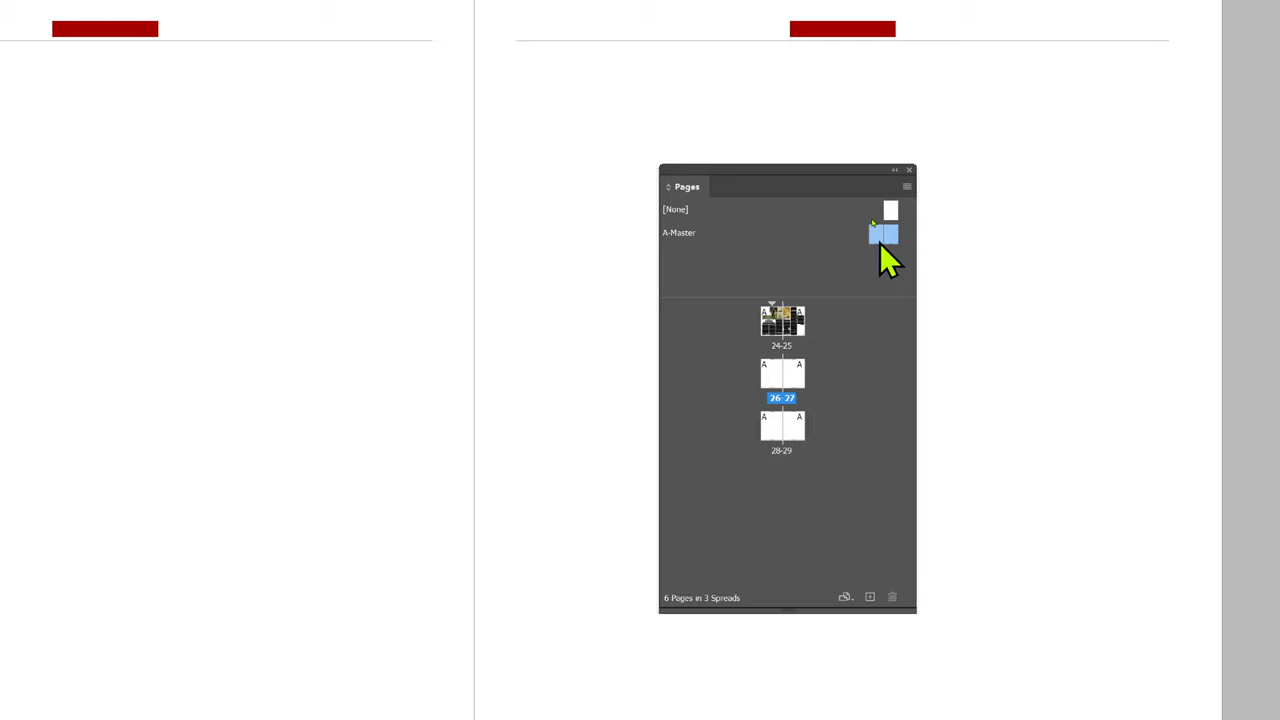 Pages
[None]
A-Master
A A
24-25
A A
26-27
A A
28-29
6 Pages in 3 Spreads